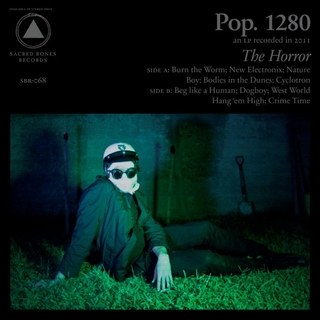 Pop. 1280
an LP recorded in 2011
The Horror
SACRED BONES
RECORDS
SBR-068
SIDE A: Burn the Worm; New Electronix; Nature
Boy; Bodies in the Dunes; Cyclotron
SIDE B: Beg like a Human; Dogboy; West World
Hang 'em High; Crime Time